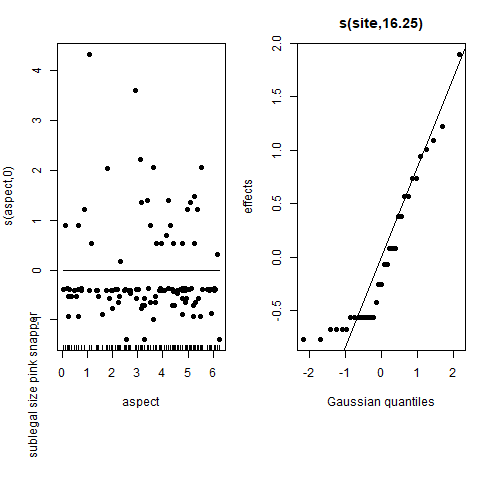 s(site,16.25)
s(aspect,0)
4
3
2
1
0
-1
0 1 2 3 4 5 6
aspect
sublegal size pink snapper
effects
2.0
1.5
1.0
0.5
0.0
-0.5
-2 -1 0 1 2
Gaussian quantiles